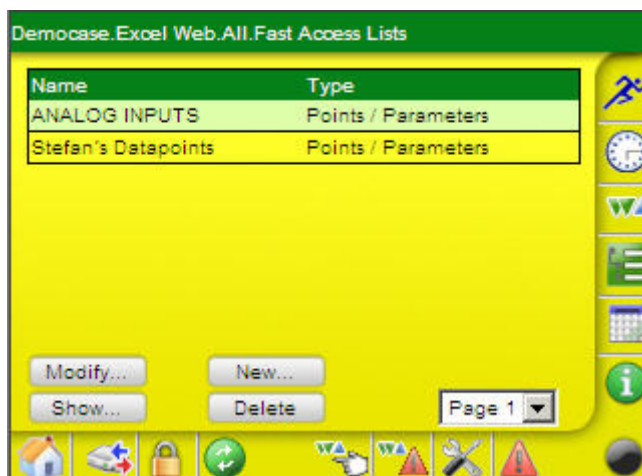 Democase.Excel Web.All.Fast Access Lists
Name Type
ANALOG INPUTS Points / Parameters
Stefan's Datapoints Points / Parameters
Modify... New...
Show... Delete Page 1